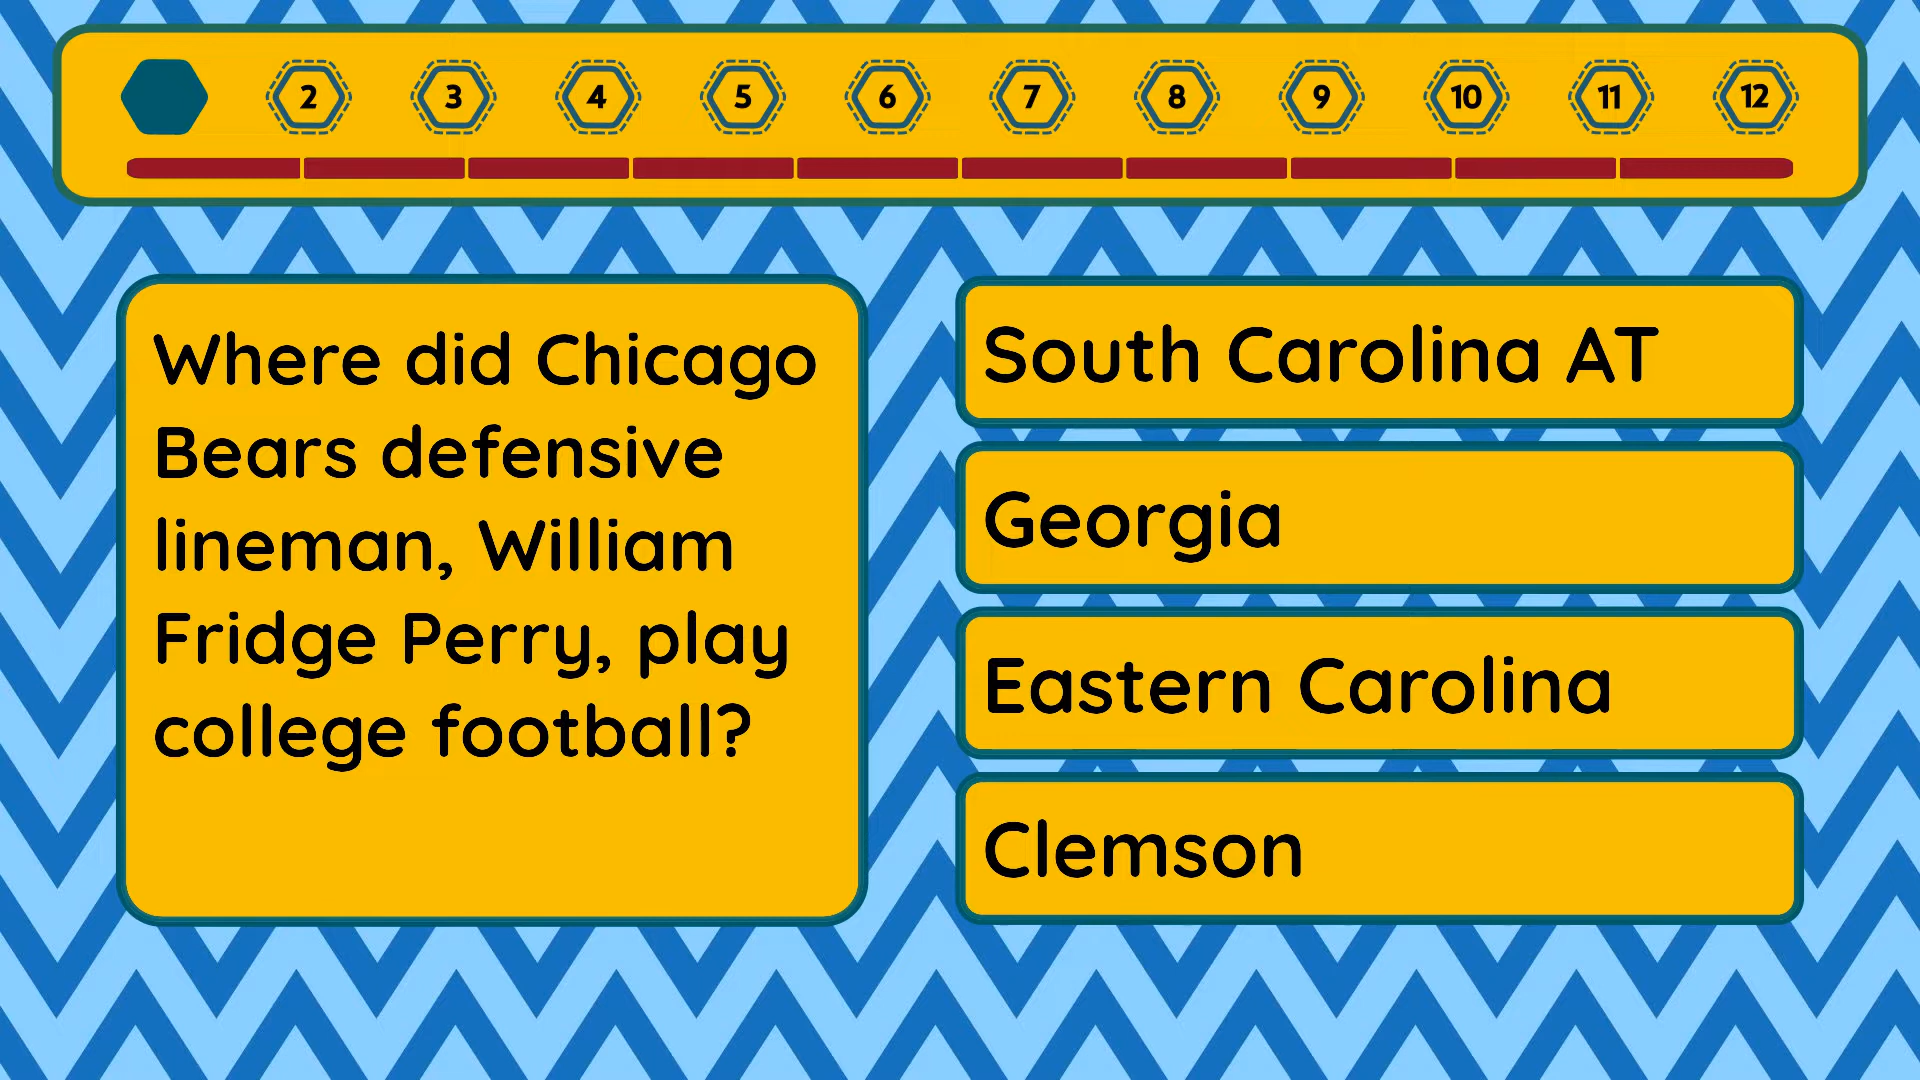 2 3 4 5 6 7 8 9 10 11 12
Where did Chicago
Bears defensive
lineman, William
Fridge Perry, play
college football?
South Carolina AT
Georgia
Eastern Carolina
Clemson